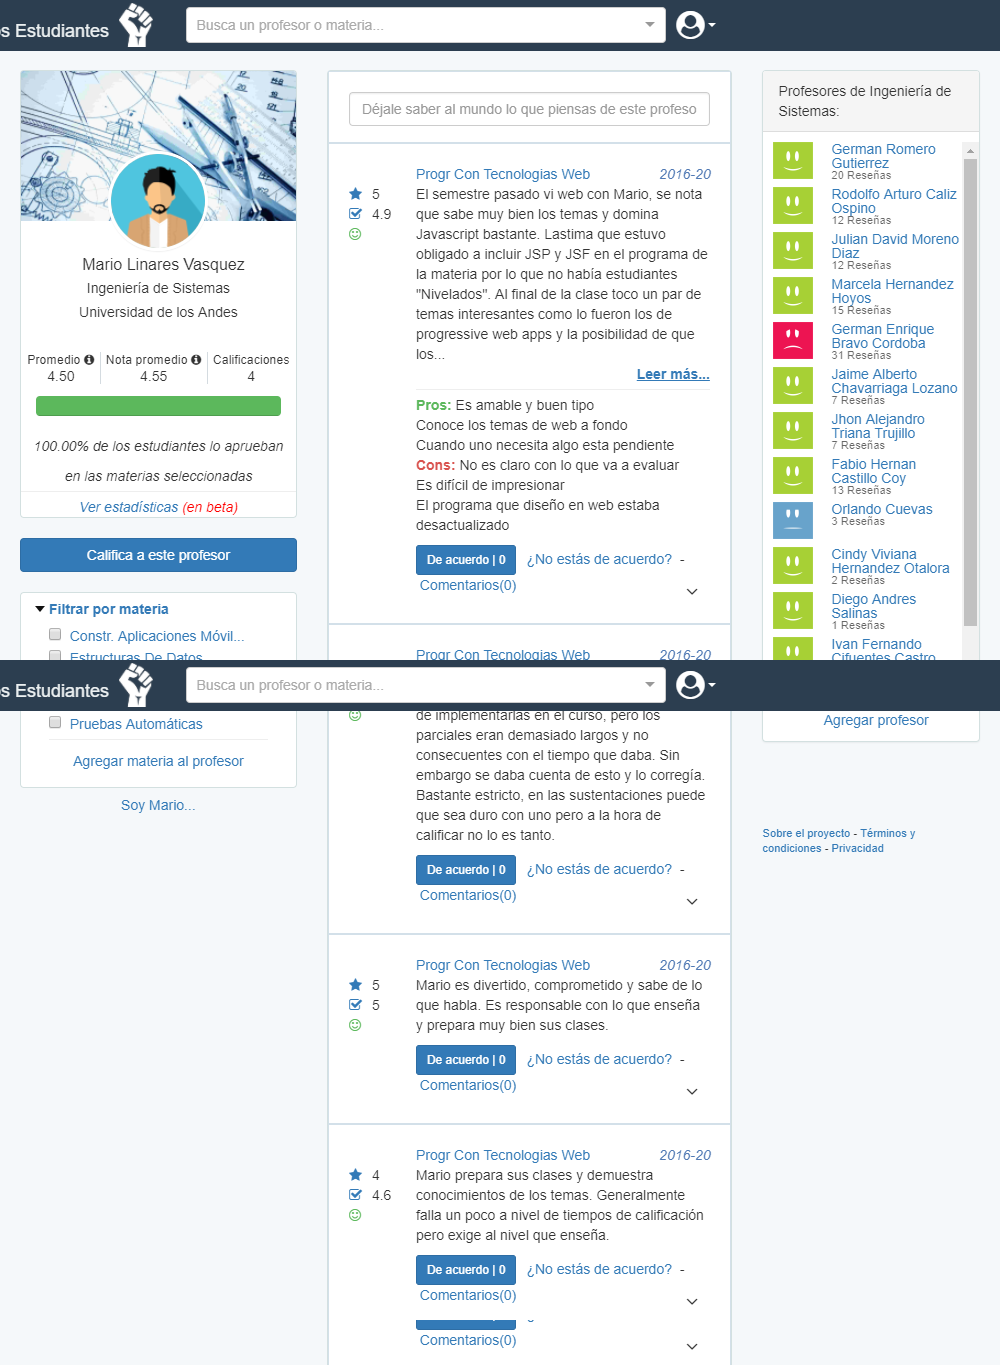 s Estudiantes
Busca un profesor o materia...
Mario Linares Vasquez
Ingeniería de Sistemas
Universidad de los Andes
Promedio
4.50
Nota promedio
4.55
Calificaciones
4
100.00% de los estudiantes lo aprueban
en las materias seleccionadas
Ver estadísticas (en beta)
Califica a este profesor
Filtrar por materia
Constr. Aplicaciones Móvil...
Estructuras De Datos
Déjale saber al mundo lo que piensas de este profeso
Progr Con Tecnologias Web 2016-20
5
4.9
El semestre pasado vi web con Mario, se nota
que sabe muy bien los temas y domina
Javascript bastante. Lastima que estuvo
obligado a incluir JSP y JSF en el programa de
la materia por lo que no había estudiantes
"Nivelados". Al final de la clase toco un par de
temas interesantes como lo fueron los de
progressive web apps y la posibilidad de que
los...
Leer más...
Pros: Es amable y buen tipo
Conoce los temas de web a fondo
Cuando uno necesita algo esta pendiente
Cons: No es claro con lo que va a evaluar
Es difícil de impresionar
El programa que diseño en web estaba
desactualizado
De acuerdo | 0 ¿No estás de acuerdo? -
Comentarios(0)
Progr Con Tecnologias Web 2016-20
Profesores de Ingeniería de
Sistemas:
German Romero
Gutierrez
20 Reseñas
Rodolfo Arturo Caliz
Ospino
12 Reseñas
Julian David Moreno
Diaz
12 Reseñas
Marcela Hernandez
Hoyos
15 Reseñas
German Enrique
Bravo Cordoba
31 Reseñas
Jaime Alberto
Chavarriaga Lozano
7 Reseñas
Jhon Alejandro
Triana Trujillo
7 Reseñas
Fabio Hernan
Castillo Coy
13 Reseñas
Orlando Cuevas
3 Reseñas
Cindy Viviana
Hernandez Otalora
2 Reseñas
Diego Andres
Salinas
1 Reseñas
Ivan Fernando
Cifuentes Castro
s Estudiantes
Busca un profesor o materia...
Pruebas Automáticas
Agregar materia al profesor
Soy Mario...
de implementarlas en el curso, pero los
parciales eran demasiado largos y no
consecuentes con el tiempo que daba. Sin
embargo se daba cuenta de esto y lo corregía.
Bastante estricto, en las sustentaciones puede
que sea duro con uno pero a la hora de
calificar no lo es tanto.
De acuerdo | 0 ¿No estás de acuerdo? -
Comentarios(0)
Progr Con Tecnologias Web 2016-20
5
5
Mario es divertido, comprometido y sabe de lo
que habla. Es responsable con lo que enseña
y prepara muy bien sus clases.
De acuerdo | 0 ¿No estás de acuerdo? -
Comentarios(0)
Progr Con Tecnologias Web 2016-20
4
4.6
Mario prepara sus clases y demuestra
conocimientos de los temas. Generalmente
falla un poco a nivel de tiempos de calificación
pero exige al nivel que enseña.
De acuerdo | 0 ¿No estás de acuerdo? -
Comentarios(0)
Comentarios(0)
Agregar profesor
Sobre el proyecto - Términos y
condiciones - Privacidad